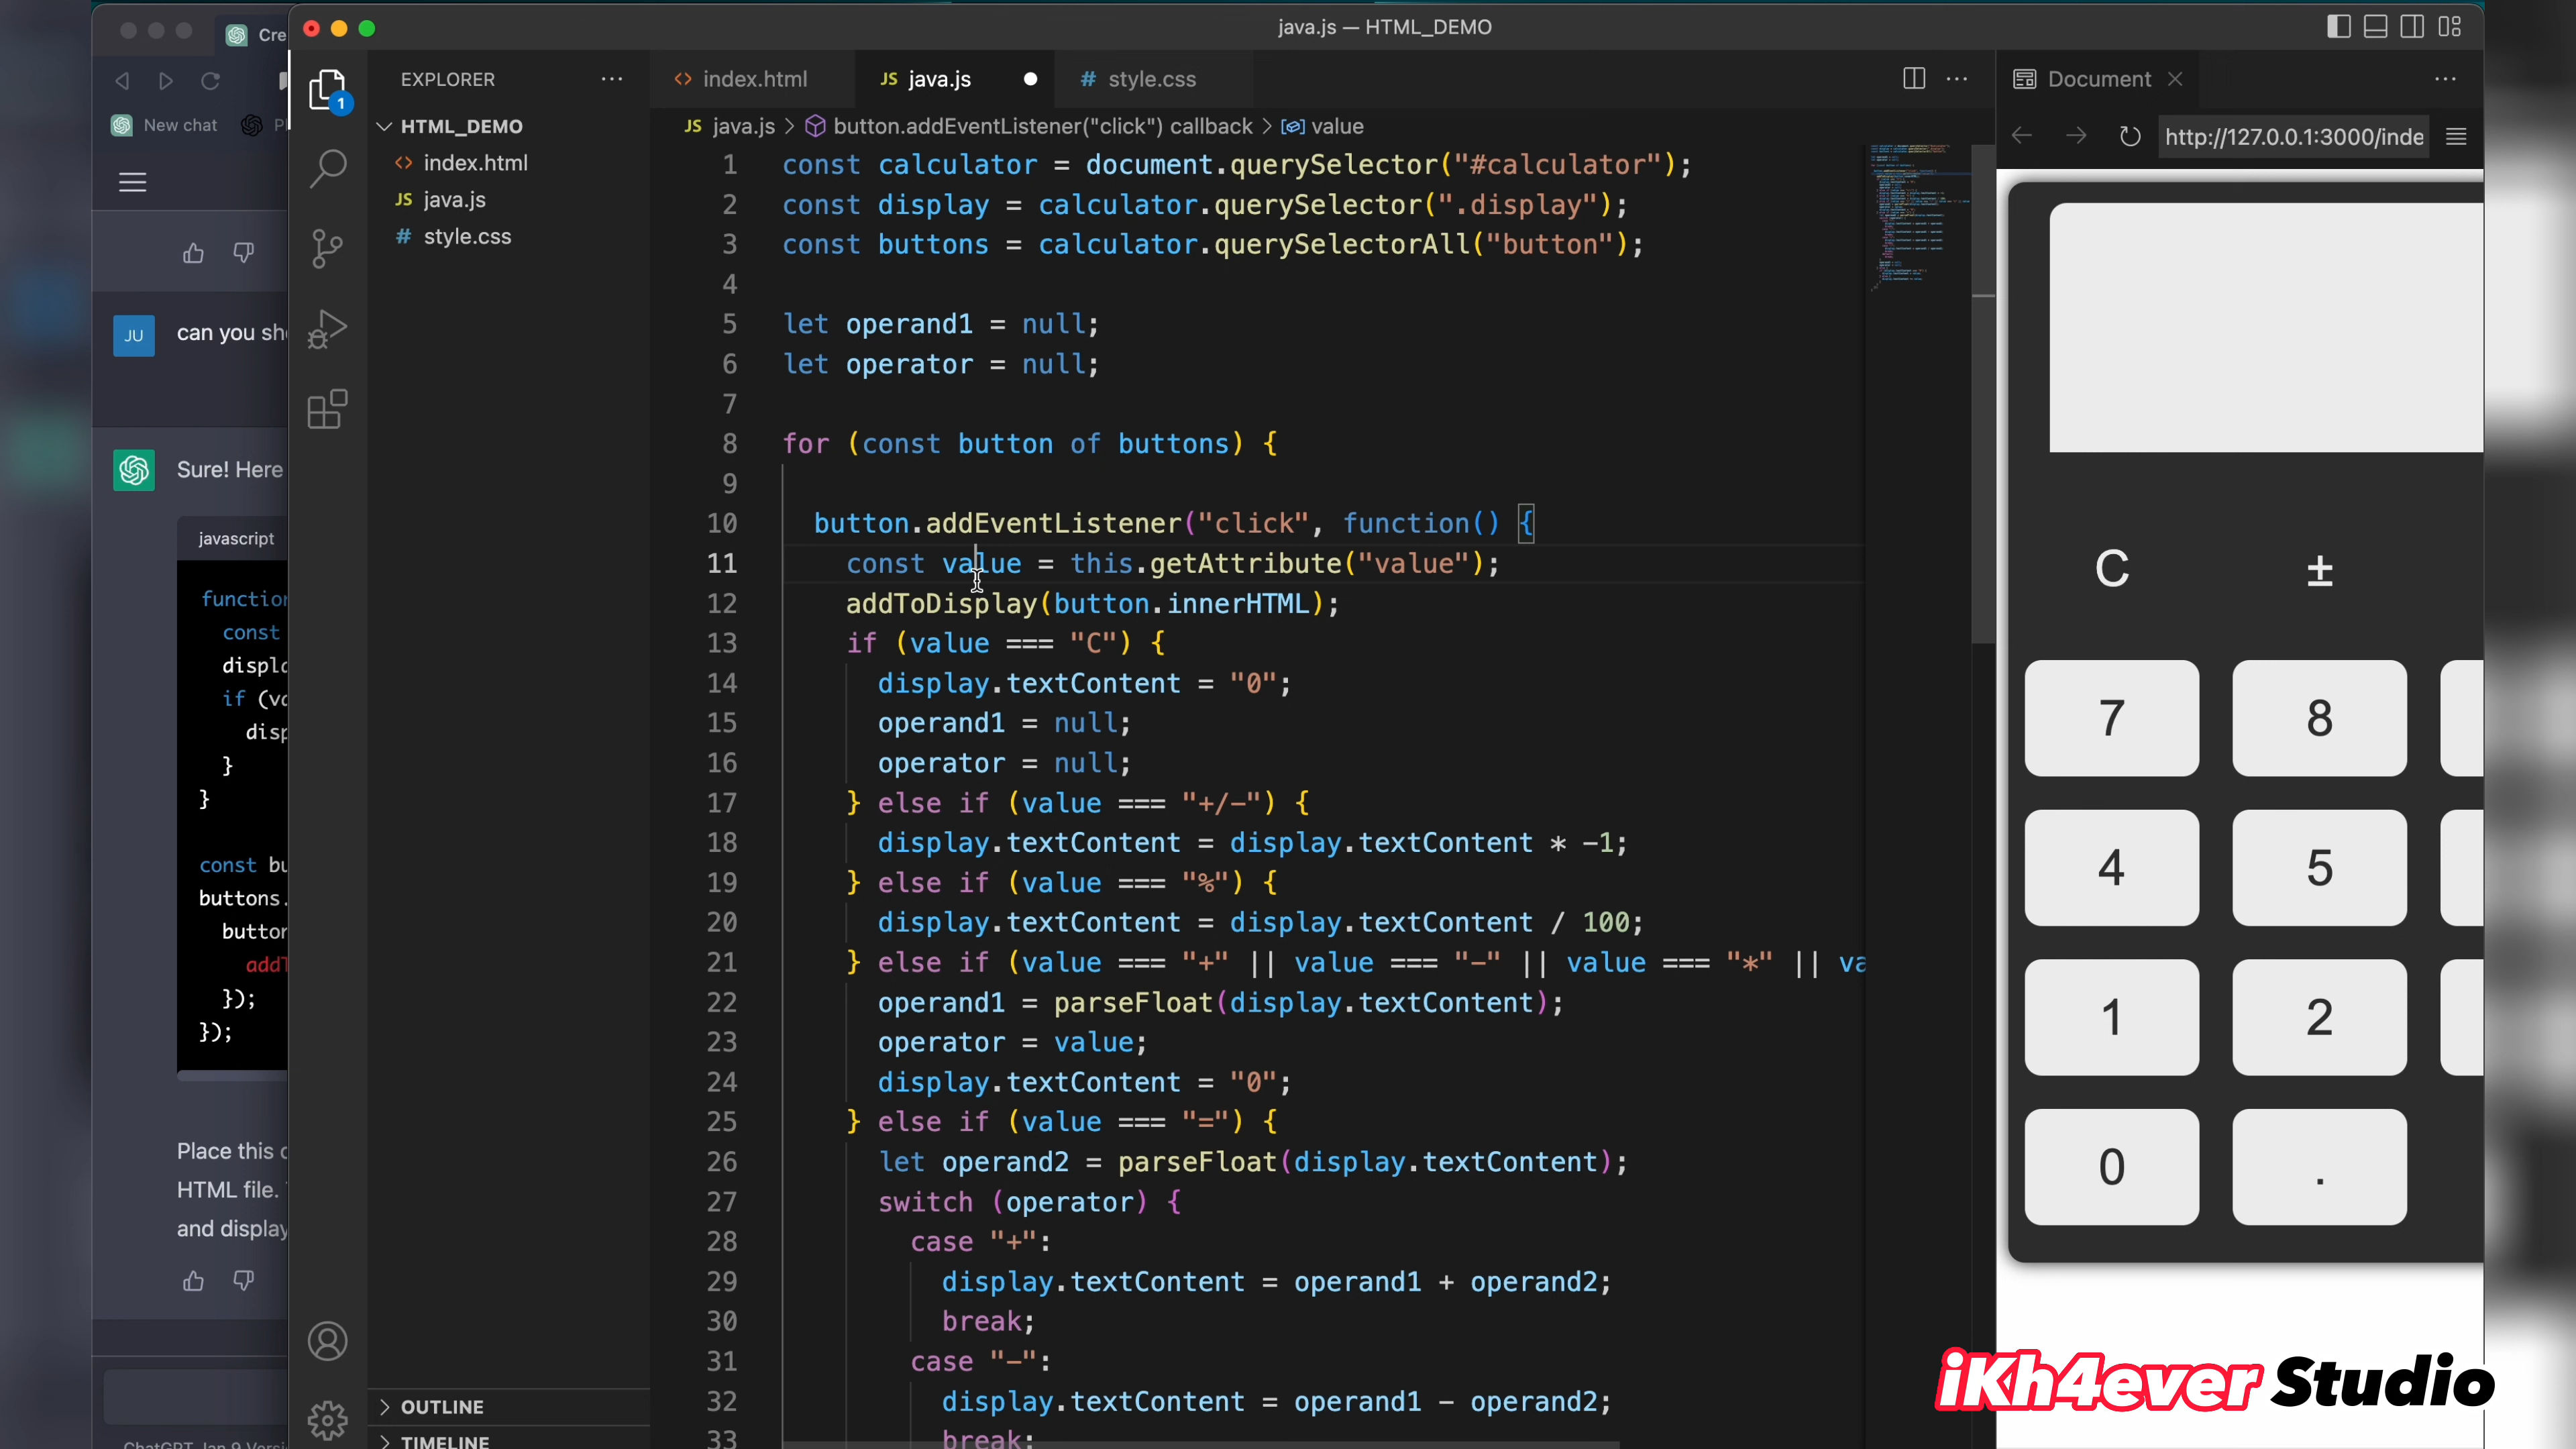 java.js — HTML_DEMO
Cre
New chat
JU
can you sh
Sure! Here
javascript
function
const
displa
if (va
disp
}
}
const bu
buttons.
button
add
});
});
Place this
HTML file.
and display
EXPLORER
HTML_DEMO
index.html
JS java.js
# style.css
OUTLINE
TIMELINE
1
index.html
JS java.js
# style.css
JS java.js > button.addEventListener("click") callback > value
1 const calculator = document.querySelector("#calculator");
2 const display = calculator.querySelector(".display");
3 const buttons = calculator.querySelectorAll("button");
4
5 let operand1 = null;
6 let operator = null;
7
8 for (const button of buttons) {
9
10 button.addEventListener("click", function() {
11 const value = this.getAttribute("value");
12 addToDisplay(button.innerHTML);
13 if (value === "C") {
14 display.textContent = "0";
15 operand1 = null;
16 operator = null;
17 } else if (value === "+/−") {
18 display.textContent = display.textContent * −1;
19 } else if (value === "%") {
20 display.textContent = display.textContent / 100;
21 } else if (value === "+" || value === "−" || value === "*" || va
22 operand1 = parseFloat(display.textContent);
23 operator = value;
24 display.textContent = "0";
25 } else if (value === "=") {
26 let operand2 = parseFloat(display.textContent);
27 switch (operator) {
28 case "+":
29 display.textContent = operand1 + operand2;
30 break;
31 case "−":
32 display.textContent = operand1 − operand2;
33 break;
Document
http://127.0.0.1:3000/inde
C ±
7 8
4 5
1 2
0 .
iKh4ever Studio